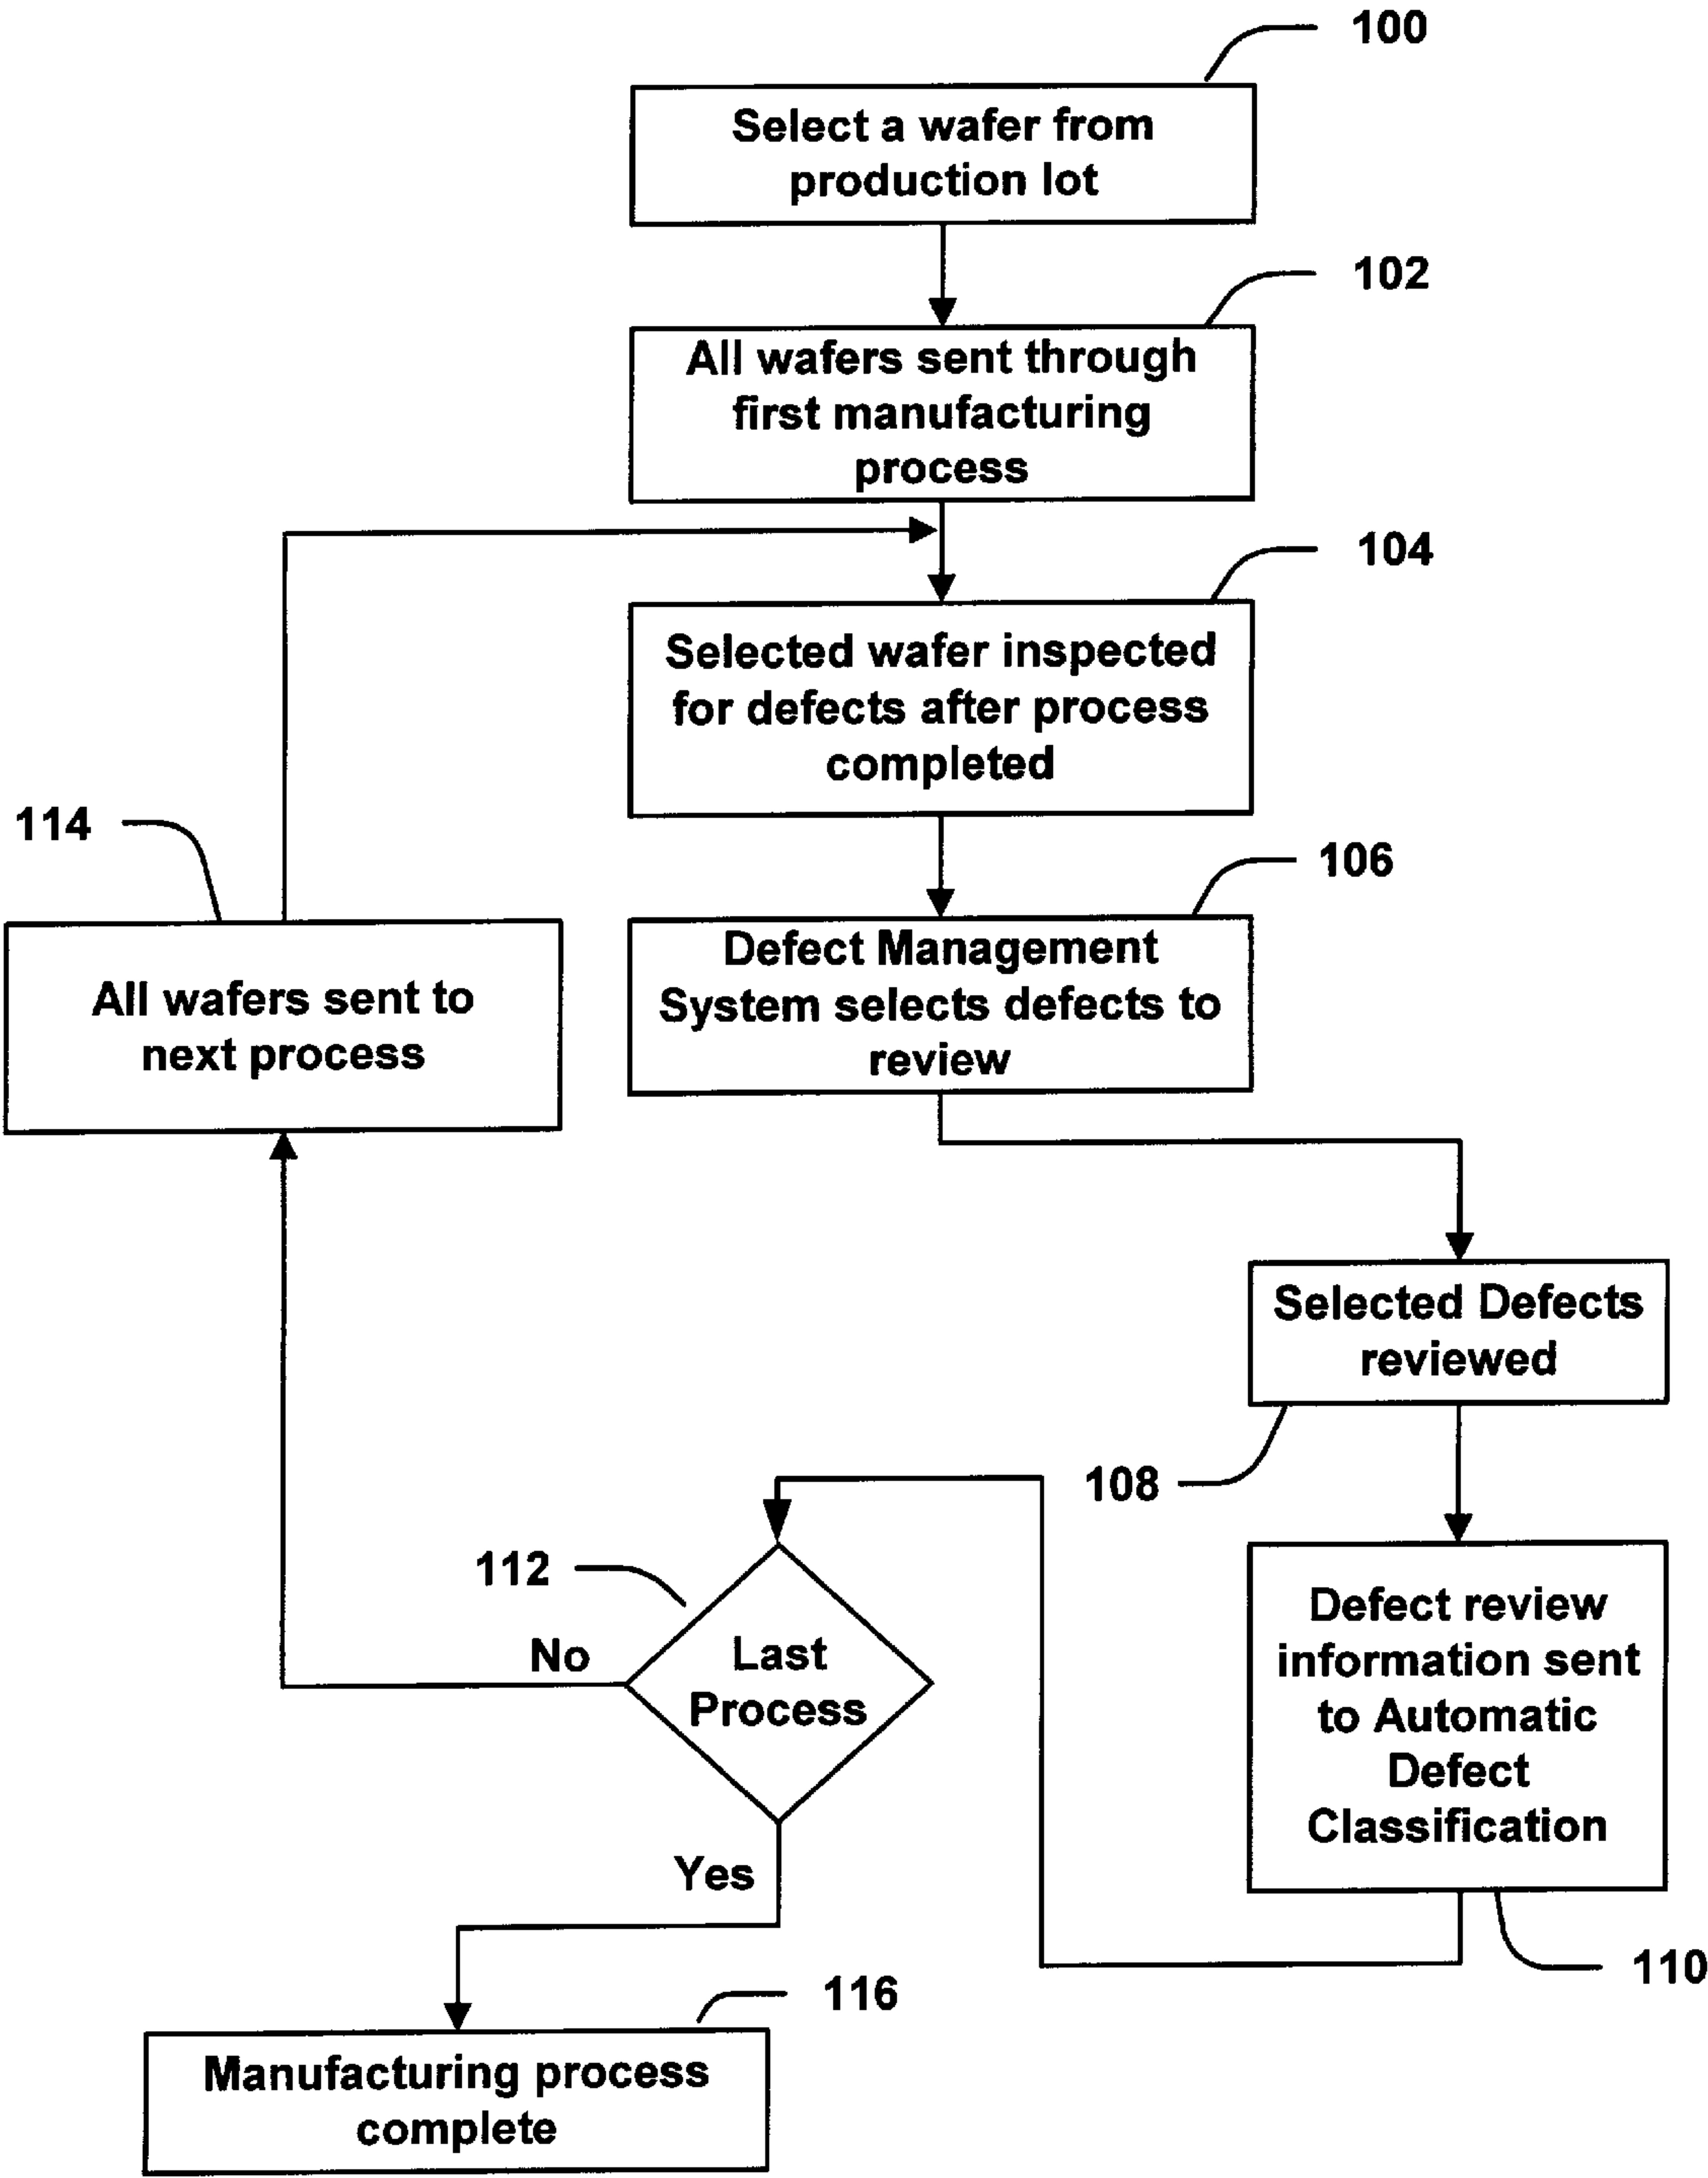 100
Select a wafer from
production lot
102
All wafers sent through
first manufacturing
process
104
Selected wafer inspected
for defects after process
completed
114
106
All wafers sent to
next process
Defect Management
System selects defects to
review
Selected Defects
reviewed
108
112
No
Last
Process
Defect review
information sent
to Automatic
Defect
Classification
Yes
110
116
Manufacturing process
complete